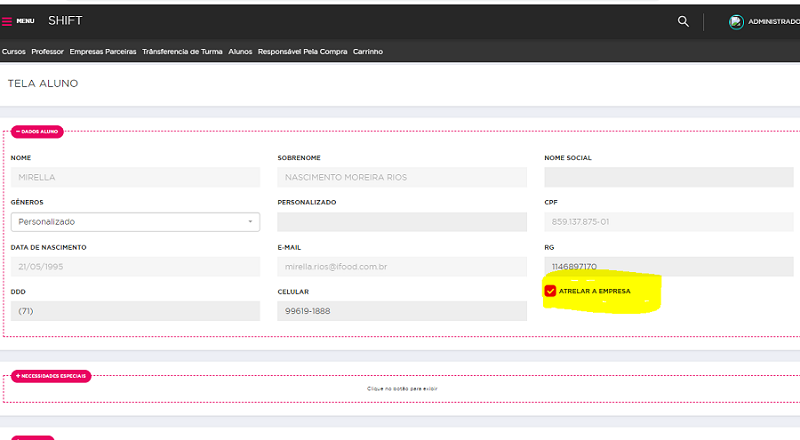 MENU SHIFT ADMINISTRADO
Cursos Professor Empresas Parceiras Trânsferencia de Turma Alunos Responsável Pela Compra Carrinho
TELA ALUNO
DADOS ALUNO
NOME SOBRENOME NOME SOCIAL
MIRELLA NASCIMENTO MOREIRA RIOS
GÊNEROS PERSONALIZADO CPF
Personalizado 859.137.875-01
DATA DE NASCIMENTO E-MAIL RG
21/05/1995 mirella.rios@ifood.com.br 1146897170
DDD CELULAR ATRELAR A EMPRESA
(71) 99619-1888
NECESSIDADES ESPECIAIS
Clique no botão para exibir